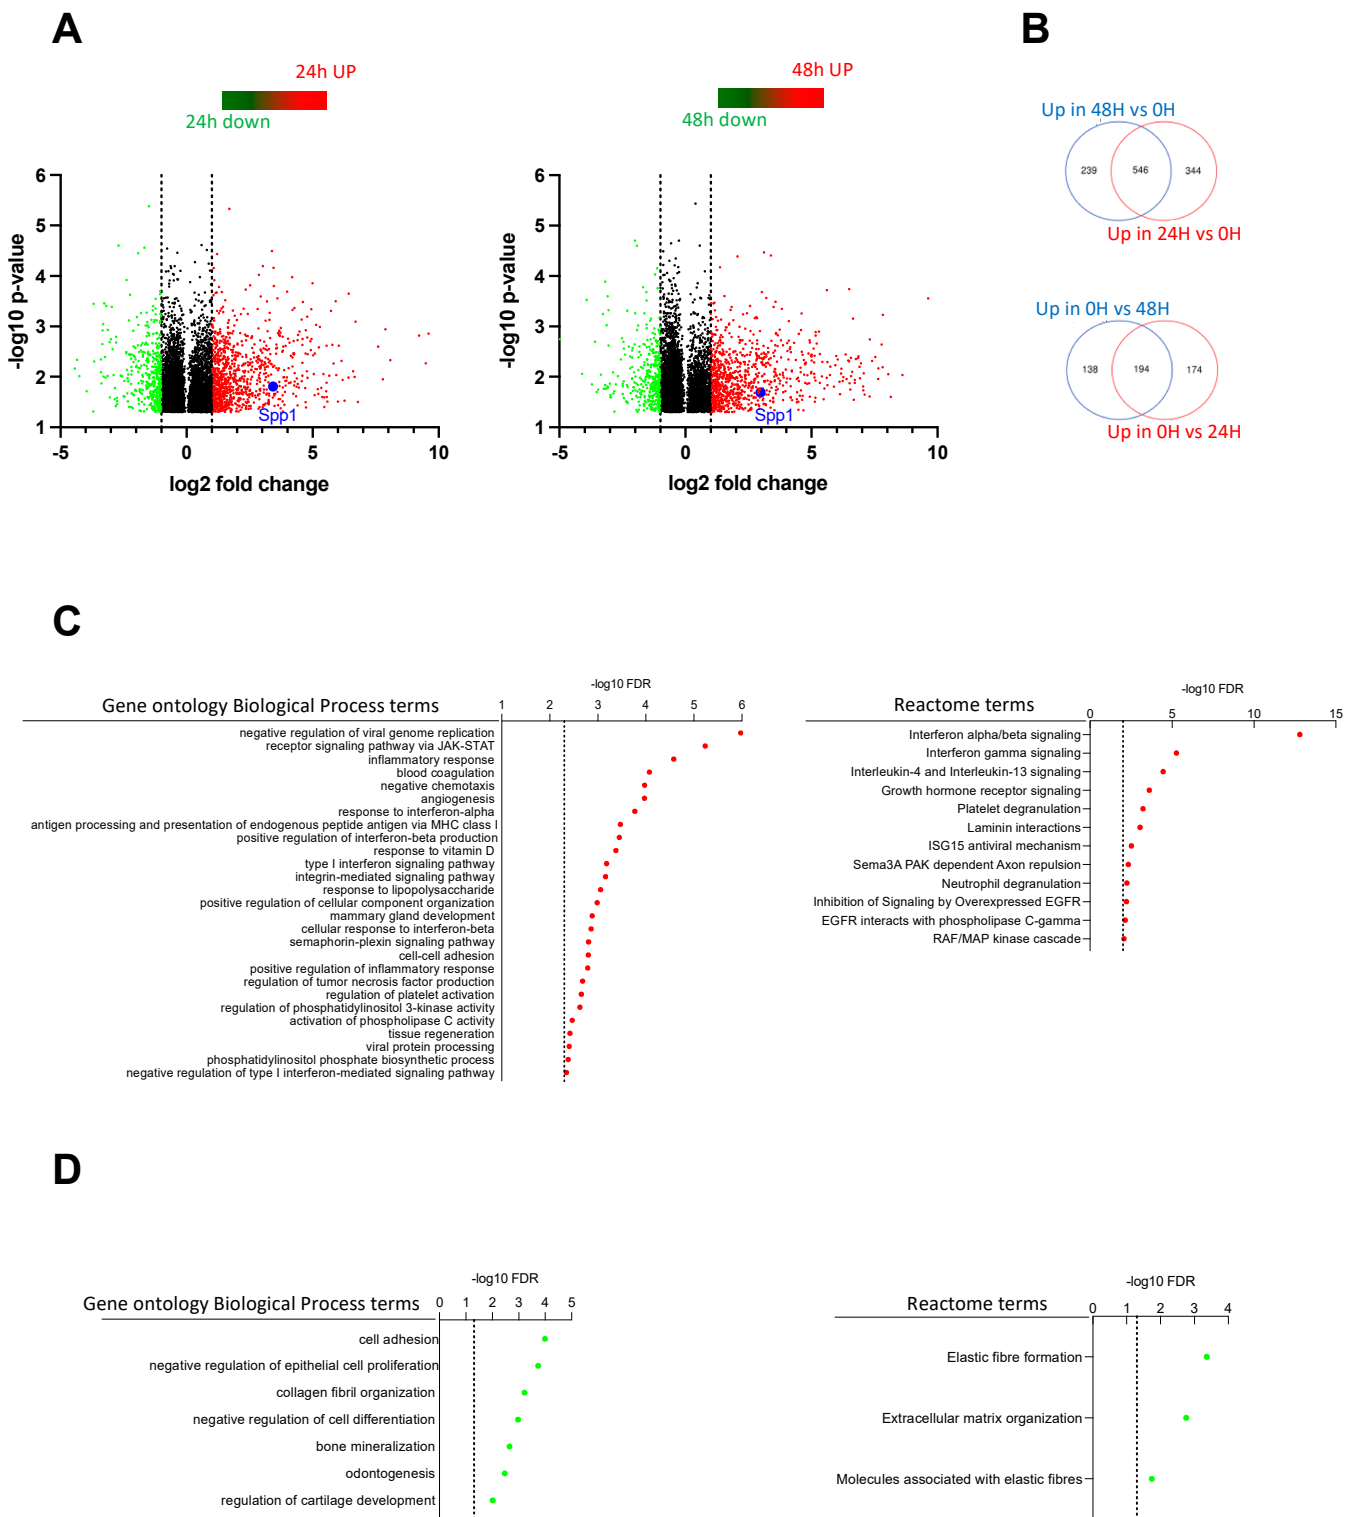 A
B
24h UP
24h down
48h UP
48h down
-log10 p-value
6
5
4
3
2
1
-5
0
5
10
log2 fold change
Spp1
-log10 p-value
6
5
4
3
2
1
-5
0
5
10
log2 fold change
Spp1
Up in 48H vs 0H
239
546
344
Up in 24H vs 0H
Up in 0H vs 48H
138
194
174
Up in 0H vs 24H
C
-log10 FDR
Gene ontology Biological Process terms
1 2 3 4 5 6
negative regulation of viral genome replication
receptor signaling pathway via JAK-STAT
inflammatory response
blood coagulation
negative chemotaxis
angiogenesis
response to interferon-alpha
antigen processing and presentation of endogenous peptide antigen via MHC class I
positive regulation of interferon-beta production
response to vitamin D
type I interferon signaling pathway
integrin-mediated signaling pathway
response to lipopolysaccharide
positive regulation of cellular component organization
mammary gland development
cellular response to interferon-beta
semaphorin-plexin signaling pathway
cell-cell adhesion
positive regulation of inflammatory response
regulation of tumor necrosis factor production
regulation of platelet activation
regulation of phosphatidylinositol 3-kinase activity
activation of phospholipase C activity
tissue regeneration
viral protein processing
phosphatidylinositol phosphate biosynthetic process
negative regulation of type I interferon-mediated signaling pathway
-log10 FDR
Reactome terms
0 5 10 15
Interferon alpha/beta signaling
Interferon gamma signaling
Interleukin-4 and Interleukin-13 signaling
Growth hormone receptor signaling
Platelet degranulation
Laminin interactions
ISG15 antiviral mechanism
Sema3A PAK dependent Axon repulsion
Neutrophil degranulation
Inhibition of Signaling by Overexpressed EGFR
EGFR interacts with phospholipase C-gamma
RAF/MAP kinase cascade
D
-log10 FDR
Gene ontology Biological Process terms
0 1 2 3 4 5
cell adhesion
negative regulation of epithelial cell proliferation
collagen fibril organization
negative regulation of cell differentiation
bone mineralization
odontogenesis
regulation of cartilage development
-log10 FDR
Reactome terms
0 1 2 3 4
Elastic fibre formation
Extracellular matrix organization
Molecules associated with elastic fibres